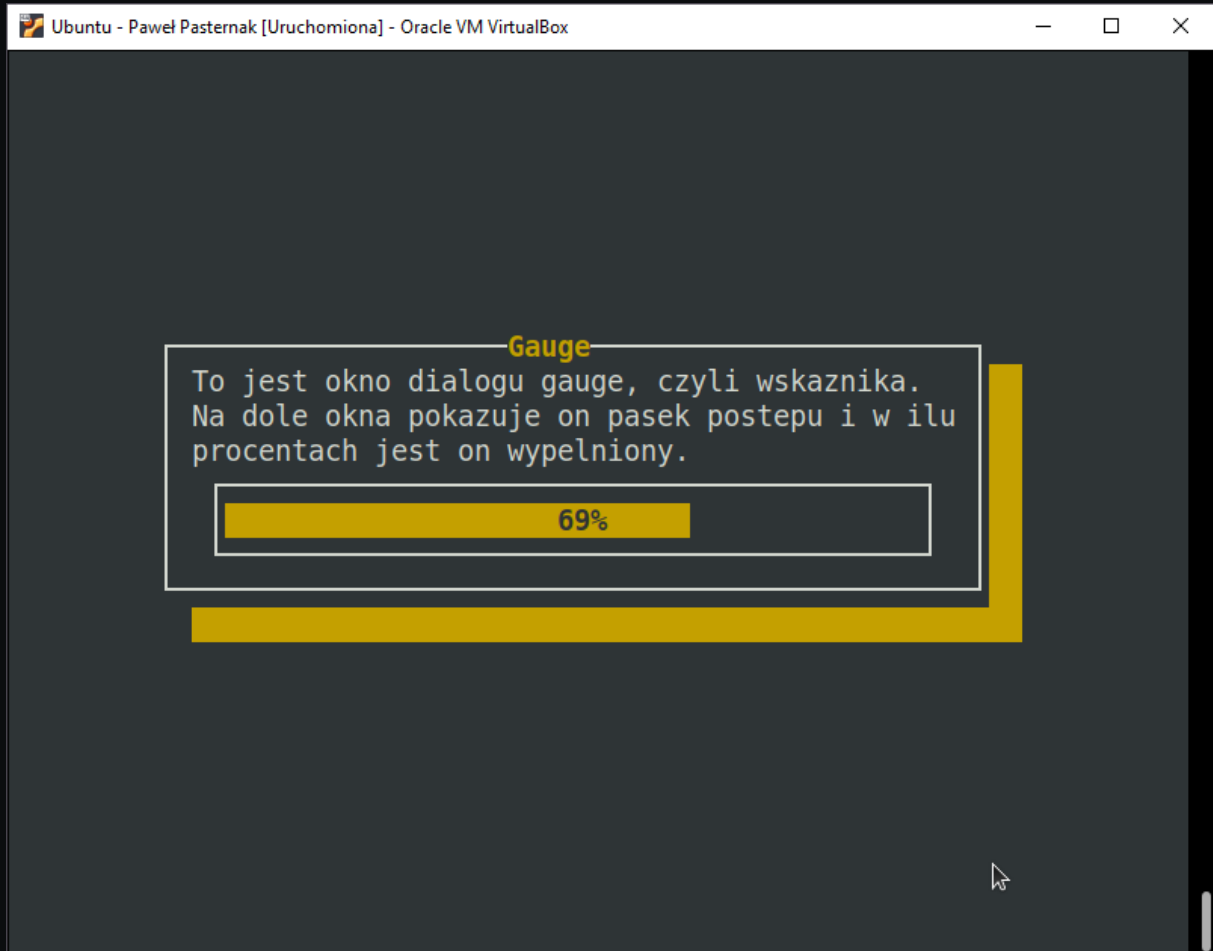 Ubuntu - Paweł Pasternak [Uruchomiona] - Oracle VM VirtualBox
Gauge
To jest okno dialogu gauge, czyli wskaznika.
Na dole okna pokazuje on pasek postepu i w ilu
procentach jest on wypelniony.
69%